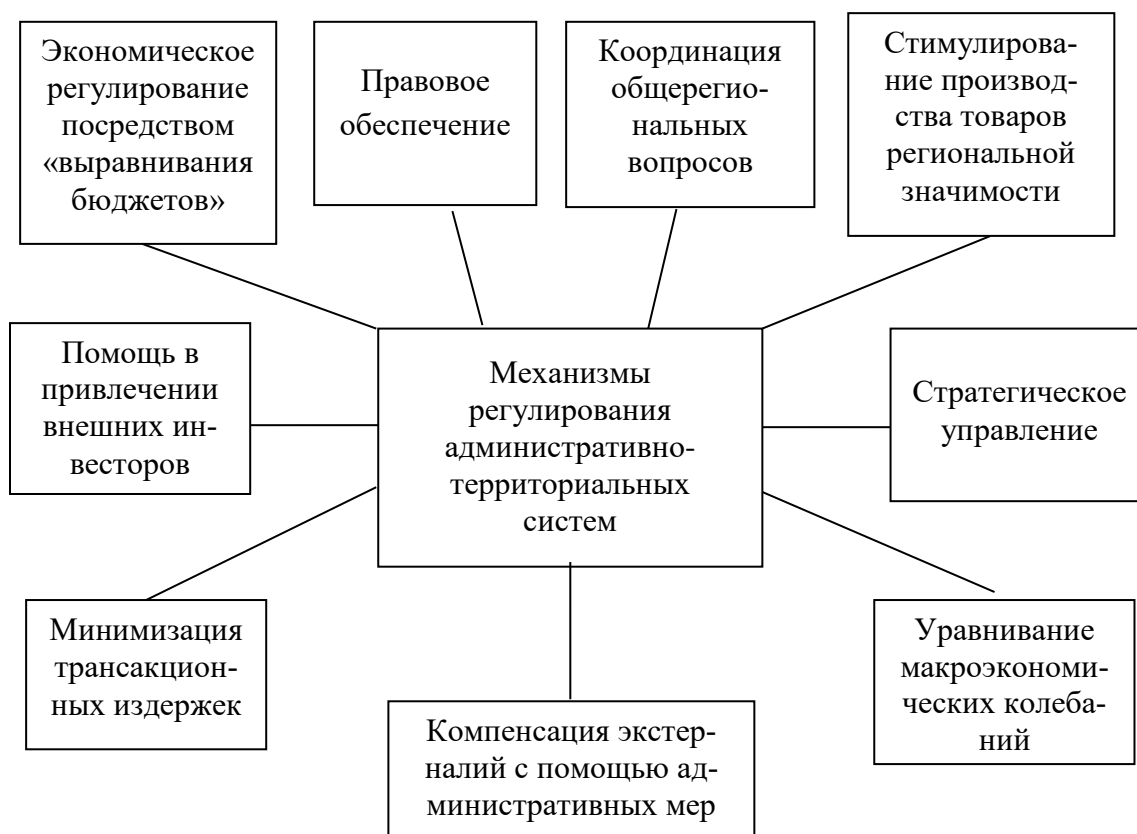 Экономическое
регулирование
посредством
«выравнивания
бюджетов»
Правовое
обеспечение
Координация
общерегио-
нальных
вопросов
Стимулирова-
ние производ-
ства товаров
региональной
значимости
Помощь в
привлечении
внешних ин-
весторов
Механизмы
регулирования
административно-
территориальных
систем
Стратегическое
управление
Минимизация
трансакцион-
ных издержек
Компенсация экстер-
налий с помощью ад-
министративных мер
Уравнивание
макроэкономи-
ческих колеба-
ний